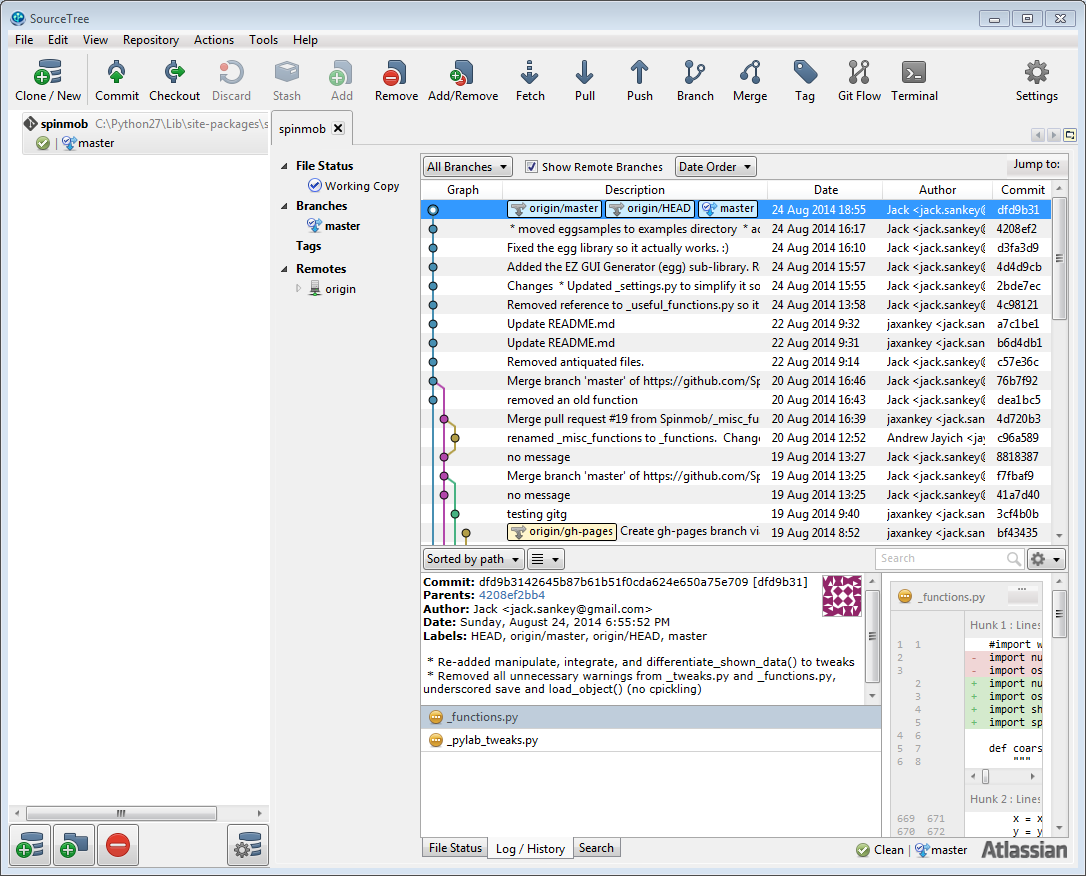 SourceTree
File Edit View Repository Actions Tools Help
Clone / New Commit Checkout Discard Stash Add Remove Add/Remove Fetch Pull Push Branch Merge Tag Git Flow Terminal Settings
spinmob C:\Python27\Lib\site-packages\s
master
spinmob
File Status
Working Copy
Branches
master
Tags
Remotes
origin
All Branches Show Remote Branches Date Order Jump to:
Graph Description Date Author Commit
origin/master origin/HEAD master 24 Aug 2014 18:55 Jack <jack.sankey@ dfd9b31
* moved eggsamples to examples directory * ac 24 Aug 2014 16:17 Jack <jack.sankey@ 4208ef2
Fixed the egg library so it actually works. :) 24 Aug 2014 16:10 Jack <jack.sankey@ d3fa3d9
Added the EZ GUI Generator (egg) sub-library. R 24 Aug 2014 15:57 Jack <jack.sankey@ 4d4d9cb
Changes * Updated _settings.py to simplify it so 24 Aug 2014 15:55 Jack <jack.sankey@ 2bde7ec
Removed reference to _useful_functions.py so it 24 Aug 2014 13:58 Jack <jack.sankey@ 4c98121
Update README.md 22 Aug 2014 9:32 jaxankey <jack.san a7c1be1
Update README.md 22 Aug 2014 9:31 jaxankey <jack.san b6d4db1
Removed antiquated files. 22 Aug 2014 9:14 Jack <jack.sankey@ c57e36c
Merge branch 'master' of https://github.com/Sp 20 Aug 2014 16:46 Jack <jack.sankey@ 76b7f92
removed an old function 20 Aug 2014 16:43 Jack <jack.sankey@ dea1bc5
Merge pull request #19 from Spinmob/_misc_fu 20 Aug 2014 16:39 jaxankey <jack.san 4d720b3
renamed _misc_functions to _functions. Change 20 Aug 2014 12:52 Andrew Jayich <jay c96a589
no message 19 Aug 2014 13:27 Jack <jack.sankey@ 8818387
Merge branch 'master' of https://github.com/Sp 19 Aug 2014 13:25 Jack <jack.sankey@ f7fbaf9
no message 19 Aug 2014 13:25 Jack <jack.sankey@ 41a7d40
testing gitg 19 Aug 2014 9:40 jaxankey <jack.san 3cf4b0b
origin/gh-pages Create gh-pages branch vi 19 Aug 2014 8:52 jaxankey <jack.san bf43435
Sorted by path Search
Commit: dfd9b3142645b87b61b51f0cda624e650a75e709 [dfd9b31]
Parents: 4208ef2bb4
Author: Jack <jack.sankey@gmail.com>
Date: Sunday, August 24, 2014 6:55:52 PM
Labels: HEAD, origin/master, origin/HEAD, master
* Re-added manipulate, integrate, and differentiate_shown_data() to tweaks
* Removed all unnecessary warnings from _tweaks.py and _functions.py,
underscored save and load_object() (no cpickling)
_functions.py
_pylab_tweaks.py
_functions.py ...
Hunk 1 : Lines
1 1 #import w
2 - import nu
3 - import os
2 + import nu
3 + import os
4 + import sh
5 + import sp
4 6
5 7 def coars
6 8 """
Hunk 2 : Lines
669 671 x = x
670 672 y = y
File Status Log / History Search
Clean | master Atlassian